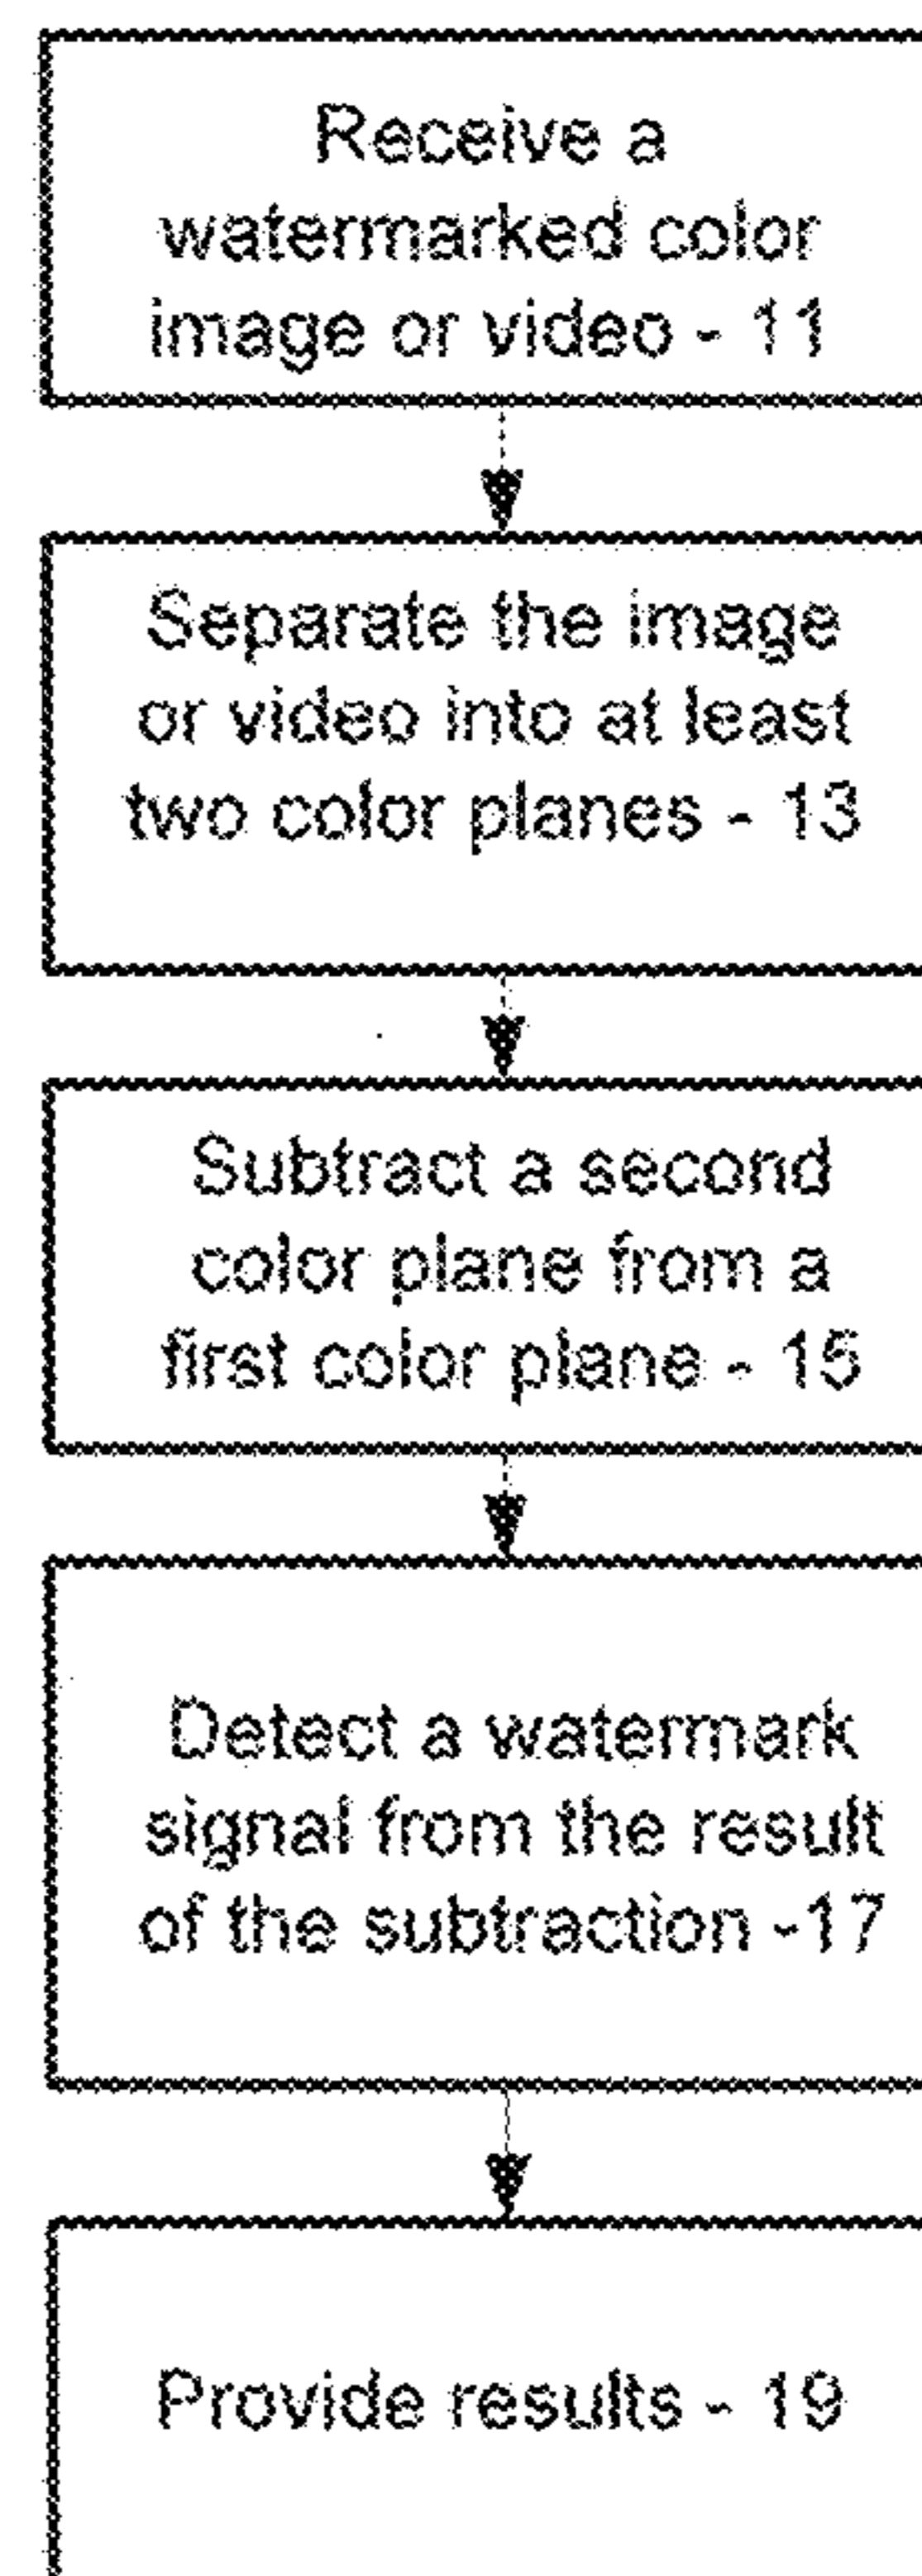 Receive a
watermarked color
image or video - 11
Separate the image
or video into at least
two color planes - 13
Subtract a second
color plane from a
first color plane - 15
Detect a watermark
signal from the result
of the subtraction -17
Provide results - 19